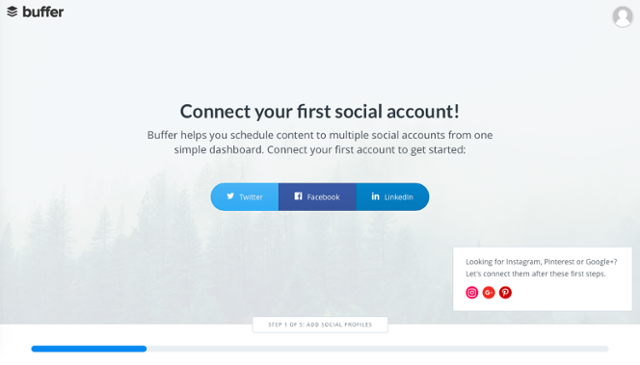 buffer
Connect your first social account!
Buffer helps you schedule content to multiple social accounts from one
simple dashboard. Connect your first account to get started:
Twitter
Facebook
LinkedIn
Looking for Instagram, Pinterest or Google+?
Let's connect them after these first steps.
STEP 1 OF 5: ADD SOCIAL PROFILES